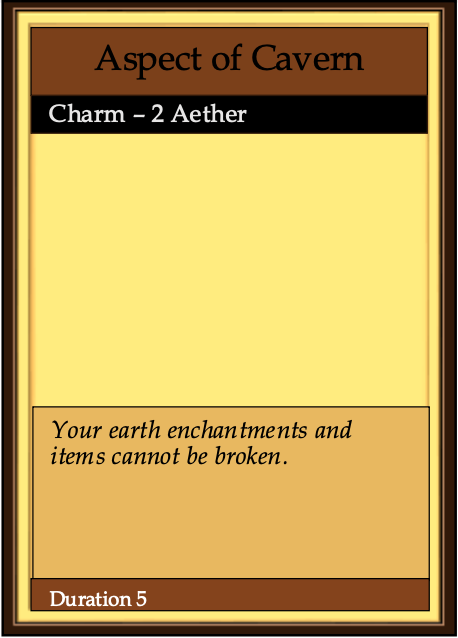 Aspect of Cavern
Charm – 2 Aether
Your earth enchantments and
items cannot be broken.
Duration 5